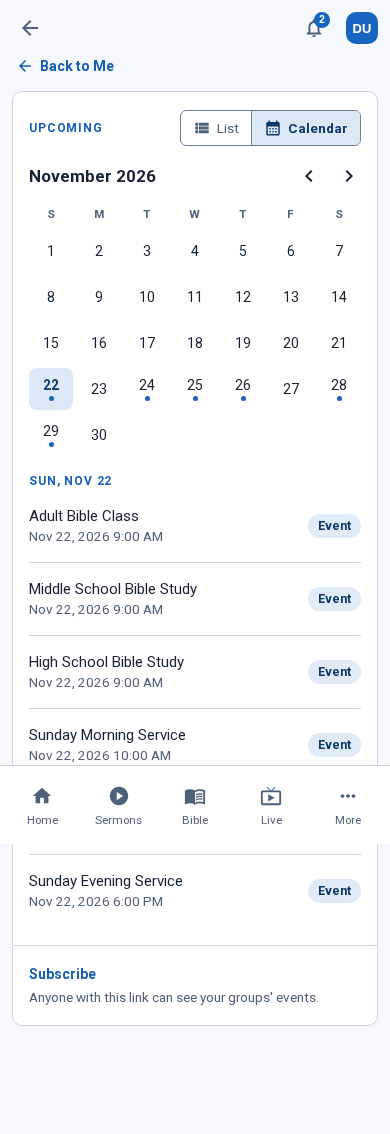 2
DU
Back to Me
UPCOMING
List
Calendar
November 2026
S M T W T F S
1 2 3 4 5 6 7
8 9 10 11 12 13 14
15 16 17 18 19 20 21
22 23 24 25 26 27 28
29 30
SUN, NOV 22
Adult Bible Class
Nov 22, 2026 9:00 AM
Event
Middle School Bible Study
Nov 22, 2026 9:00 AM
Event
High School Bible Study
Nov 22, 2026 9:00 AM
Event
Sunday Morning Service
Nov 22, 2026 10:00 AM
Event
Home
Sermons
Bible
Live
More
Sunday Evening Service
Nov 22, 2026 6:00 PM
Event
Subscribe
Anyone with this link can see your groups' events.